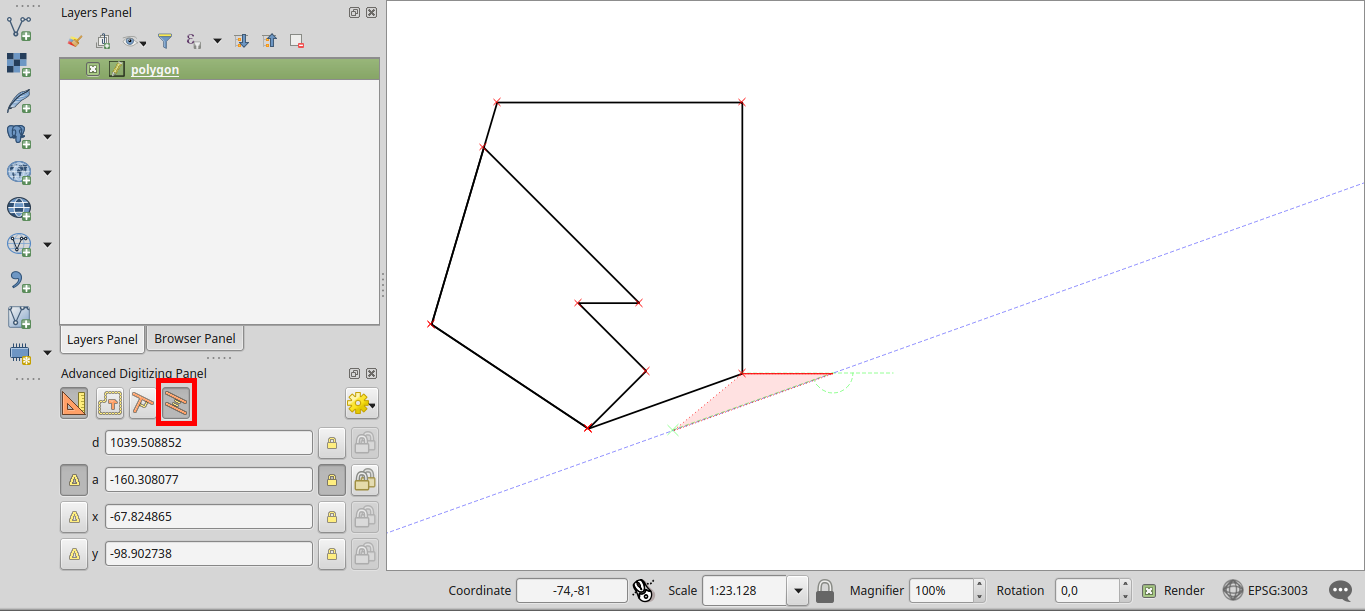 Layers Panel
polygon
Layers Panel
Browser Panel
Advanced Digitizing Panel
d 1039.508852
a -160.308077
x -67.824865
y -98.902738
Coordinate -74,-81 Scale 1:23.128 Magnifier 100% Rotation 0,0 Render EPSG:3003